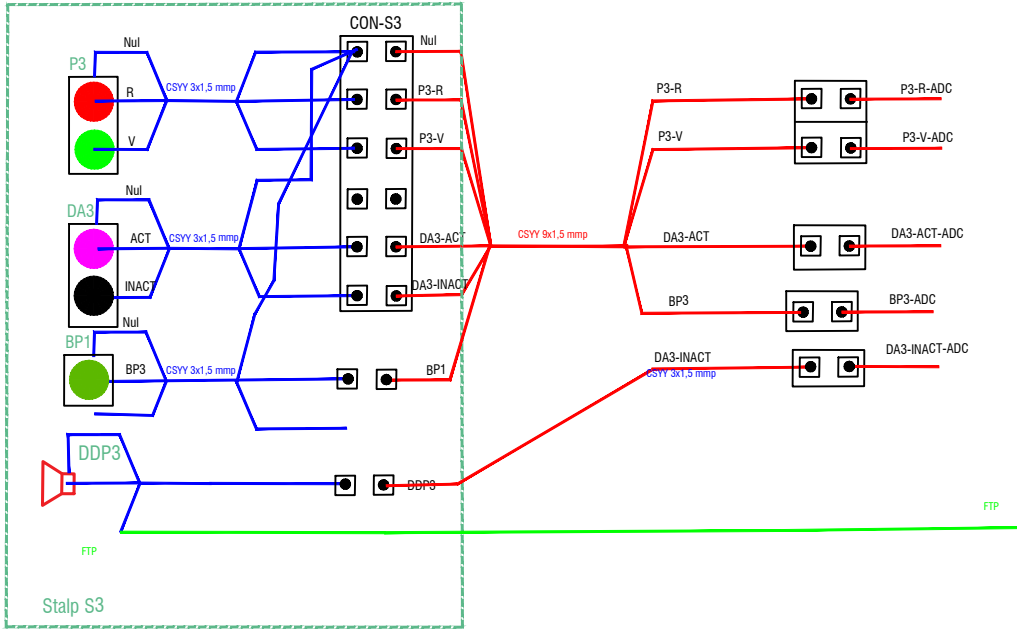 CON-S3
Nul
Nul
P3
CSYY 3x1,5 mmp
R
P3-R
P3-R
P3-R-ADC
V
P3-V
P3-V
P3-V-ADC
Nul
DA3
ACT
CSYY 3x1,5 mmp
DA3-ACT
CSYY 9x1,5 mmp
DA3-ACT
DA3-ACT-ADC
INACT
DA3-INACT
BP3
BP3-ADC
Nul
BP1
BP3
CSYY 3x1,5 mmp
BP1
DA3-INACT
CSYY 3x1,5 mmp
DA3-INACT-ADC
DDP3
DDP3
FTP
FTP
Stalp S3